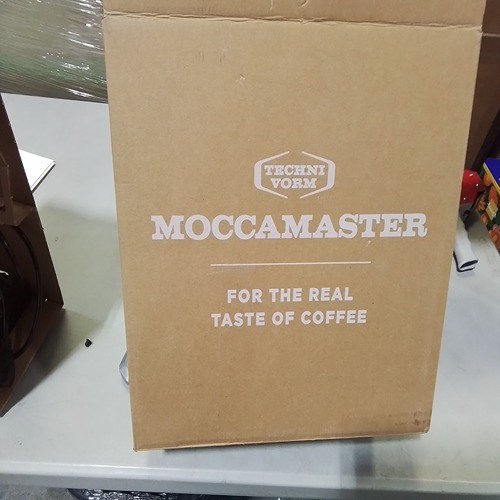 TECHNI
VORM
MOCCAMASTER
FOR THE REAL
TASTE OF COFFEE